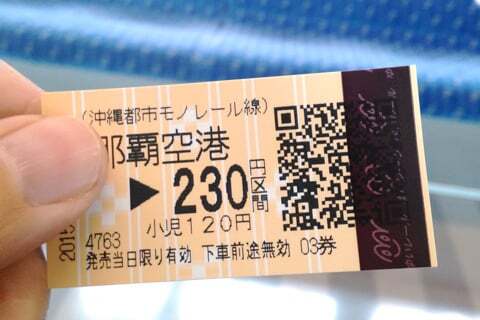 (沖縄都市モノレール線)
那覇空港
▶230円区間
小児120円
201
4763
発売当日限り有効 下車前途無効 03券